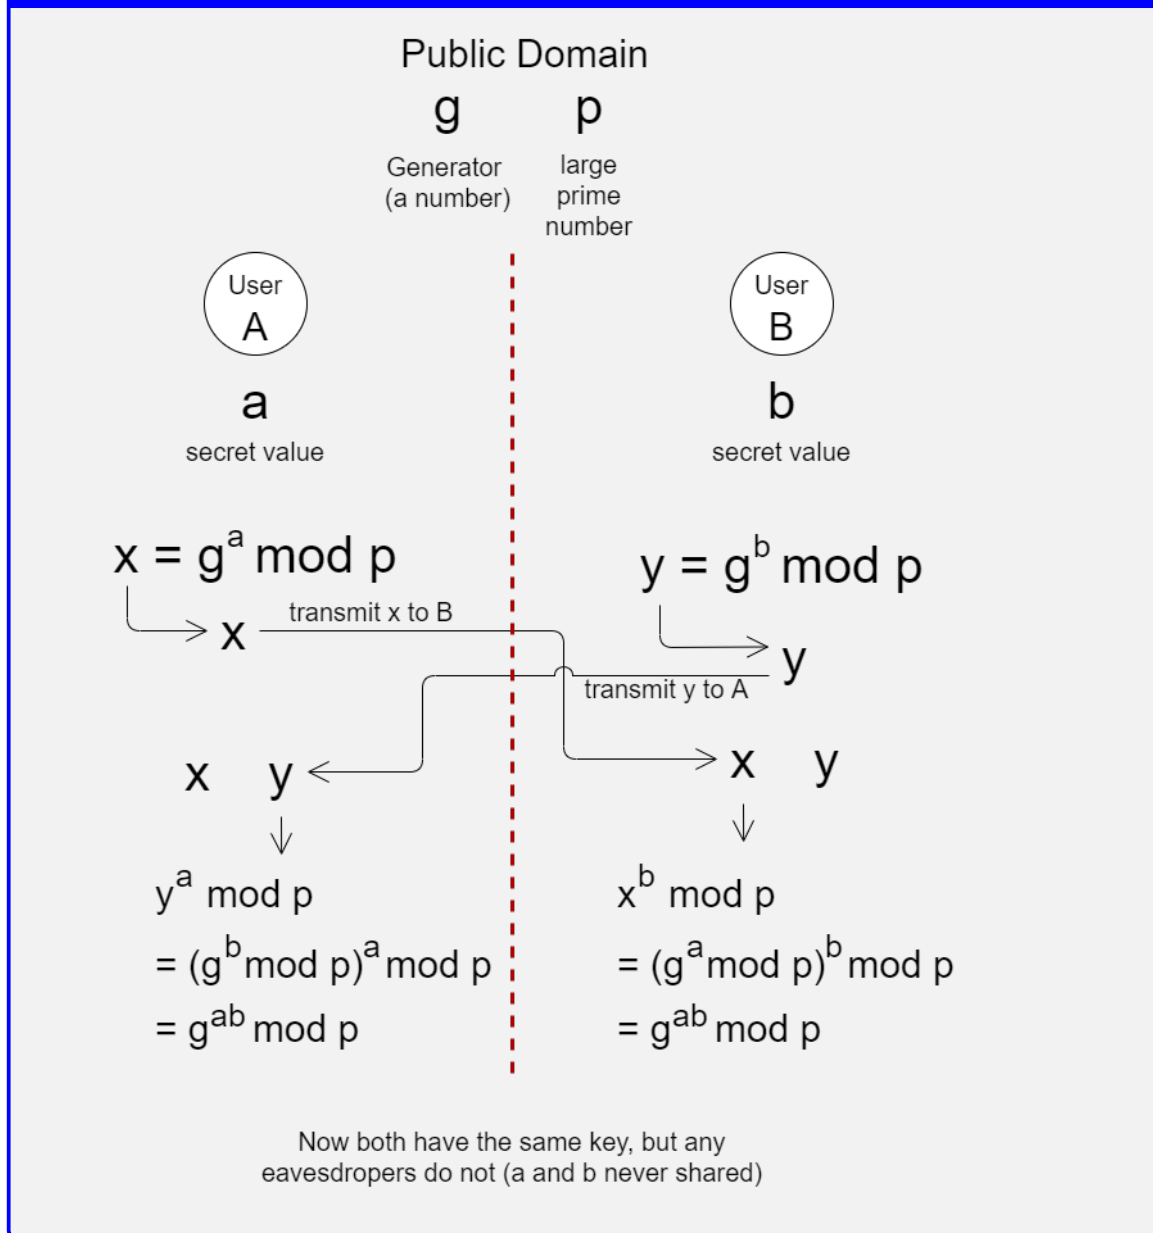 Public Domain
g p
Generator
(a number)
large
prime
number
User
A
User
B
a
b
secret value
secret value
x = g^a mod p
y = g^b mod p
transmit x to B
x
y
transmit y to A
x y
x y
y^a mod p
= (g^b mod p)^a mod p
= g^ab mod p
x^b mod p
= (g^a mod p)^b mod p
= g^ab mod p
Now both have the same key, but any
eavesdropers do not (a and b never shared)